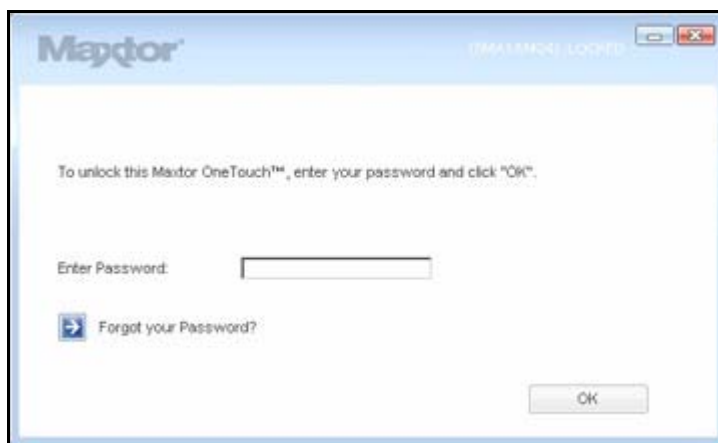 Maxtor
To unlock this Maxtor OneTouch™, enter your password and click "OK".
Enter Password:
Forgot your Password?
OK